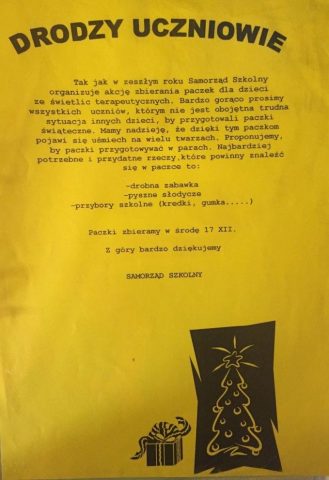 DRODZY UCZNIOWIE
Tak jak w zeszłym roku Samorząd Szkolny
organizuje akcję zbierania paczek dla dzieci
ze świetlic terapeutycznych. Bardzo gorąco prosimy
wszystkich uczniów, którym nie jest obojętna trudna
sytuacja innych dzieci, by przygotowali paczki
świąteczne. Mamy nadzieję, że dzięki tym paczkom
pojawi się uśmiech na wielu twarzach. Proponujemy,
by paczki przygotowywać w parach. Najbardziej
potrzebne i przydatne rzeczy,które powinny znaleźć
się w paczce to:
-drobna zabawka
-pyszne słodycze
-przybory szkolne (kredki, gumka.....)
Paczki zbieramy w środę 17 XII.
Z góry bardzo dziękujemy
SAMORZĄD SZKOLNY